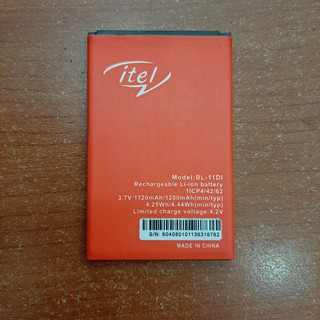 itel
Model:BL-11DI
Rechargeable Li-ion battery
1ICP4/42/62
3.7V 1120mAh/1200mAh(min/typ)
4.25Wh/4.44Wh(min/typ)
Limited charge voltage:4.2V
S/N: 604080101136316762
MADE IN CHINA